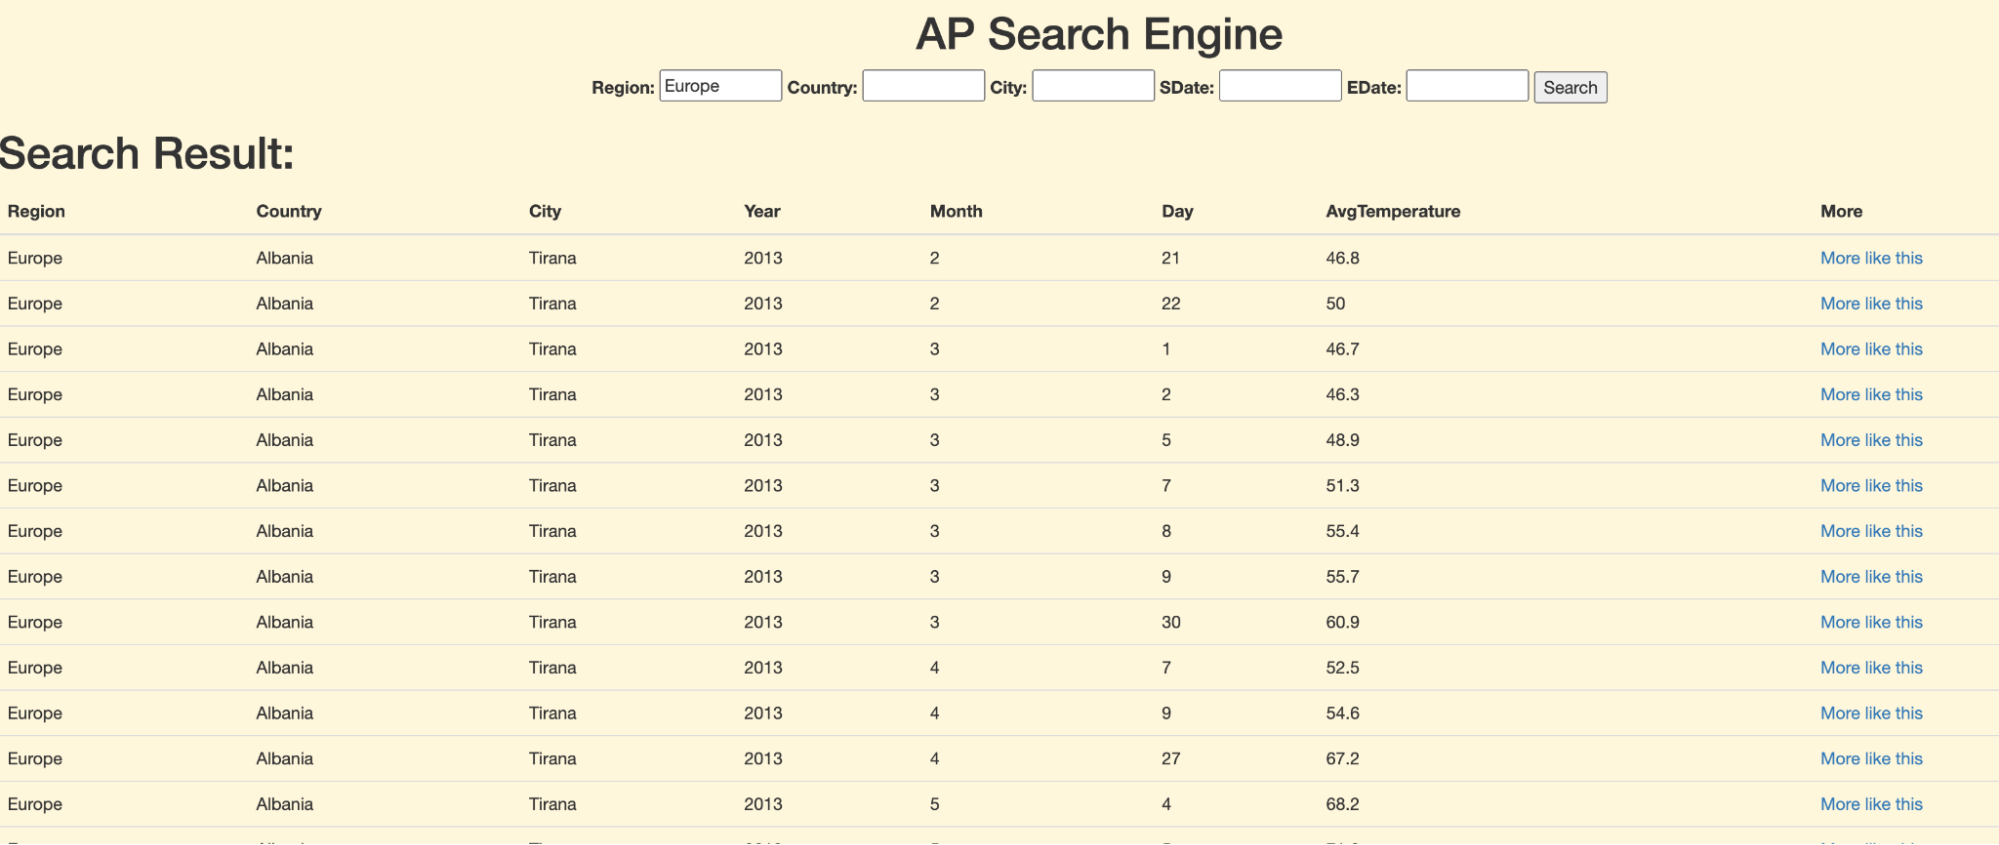 AP Search Engine
Region: Europe Country: City: SDate: EDate: Search
Search Result:
Region Country City Year Month Day AvgTemperature More
Europe Albania Tirana 2013 2 21 46.8 More like this
Europe Albania Tirana 2013 2 22 50 More like this
Europe Albania Tirana 2013 3 1 46.7 More like this
Europe Albania Tirana 2013 3 2 46.3 More like this
Europe Albania Tirana 2013 3 5 48.9 More like this
Europe Albania Tirana 2013 3 7 51.3 More like this
Europe Albania Tirana 2013 3 8 55.4 More like this
Europe Albania Tirana 2013 3 9 55.7 More like this
Europe Albania Tirana 2013 3 30 60.9 More like this
Europe Albania Tirana 2013 4 7 52.5 More like this
Europe Albania Tirana 2013 4 9 54.6 More like this
Europe Albania Tirana 2013 4 27 67.2 More like this
Europe Albania Tirana 2013 5 4 68.2 More like this